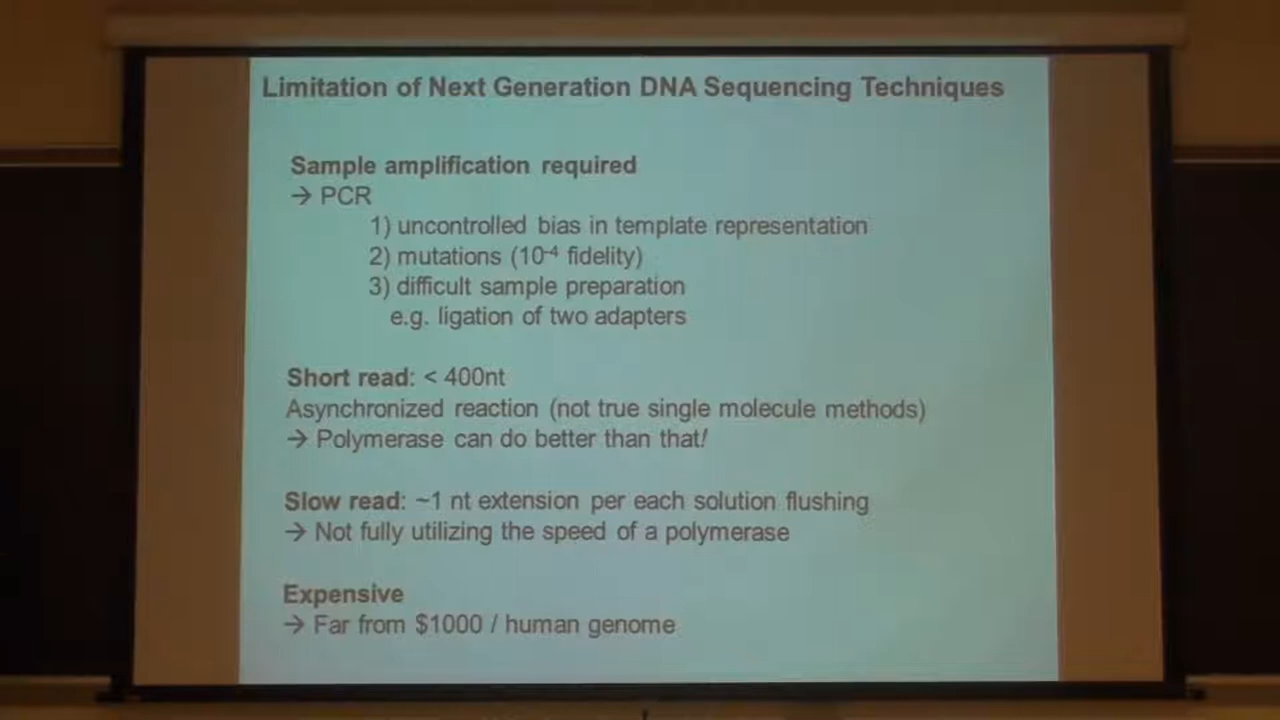 Limitation of Next Generation DNA Sequencing Techniques
Sample amplification required
→ PCR
1) uncontrolled bias in template representation
2) mutations (10⁻⁴ fidelity)
3) difficult sample preparation
e.g. ligation of two adapters
Short read: < 400nt
Asynchronized reaction (not true single molecule methods)
→ Polymerase can do better than that!
Slow read: ~1 nt extension per each solution flushing
→ Not fully utilizing the speed of a polymerase
Expensive
→ Far from $1000 / human genome